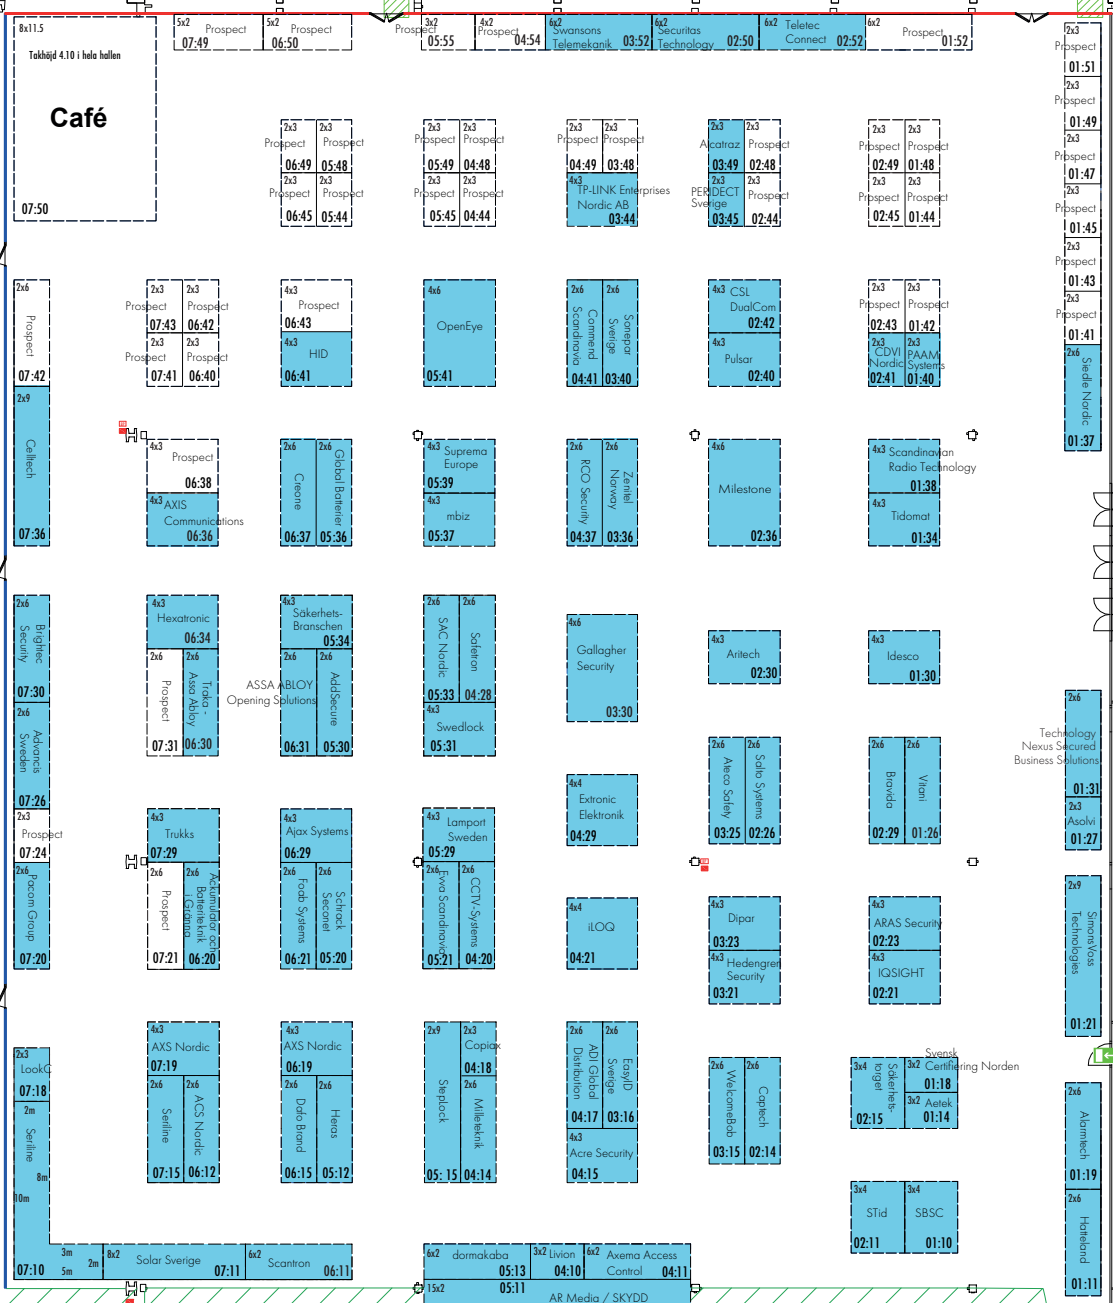 8x11.5
Takhöjd 4.10 i hela hallen
Café
07:50
5x2
Prospect
07:49
6x2
Prospect
06:50
3x2
Prospect
05:55
4x2
Prospect
04:54
6x2
Swansons
Telemekanik
03:52
6x2
Securitas
Technology
02:50
6x2
Teletec
Connect
02:52
6x2
Prospect
01:52
2x3
Prospect
01:51
2x3
Prospect
01:49
2x3
Prospect
01:47
2x3
Prospect
01:45
2x3
Prospect
01:43
2x3
Prospect
01:41
2x6
Siedle Nordic
01:37
2x3
Prospect
06:49
2x3
Prospect
05:48
2x3
Prospect
06:45
2x3
Prospect
05:44
2x3
Prospect
05:49
2x3
Prospect
04:48
2x3
Prospect
05:45
2x3
Prospect
04:44
2x3
Prospect
04:49
2x3
Prospect
03:48
4x3
TP-LINK Enterprises
Nordic AB
03:44
2x3
Alcatraz
03:49
2x3
Prospect
02:48
2x3
PERIDECT
Sverige
03:45
2x3
Prospect
02:44
2x3
Prospect
02:49
2x3
Prospect
01:48
2x3
Prospect
02:45
2x3
Prospect
01:44
2x6
Prospect
07:42
2x9
Celltech
07:36
2x3
Prospect
07:43
2x3
Prospect
06:42
2x3
Prospect
07:41
2x3
Prospect
06:40
4x3
Prospect
06:43
4x3
HID
06:41
4x6
OpenEye
05:41
2x6
Commend
Scandinavia
04:41
2x6
Sonepar
Sverige
03:40
4x3
CSL
DualCom
02:42
4x3
Pulsar
02:40
2x3
Prospect
02:43
2x3
Prospect
01:42
2x3
CDVI
Nordic
02:41
2x3
PAAM
Systems
01:40
4x3
Prospect
06:38
4x3
AXIS
Communications
06:36
2x6
Creone
06:37
2x6
Global Batterier
05:36
4x3
Suprema
Europe
05:39
4x3
mbiz
05:37
2x6
RCO Security
04:37
2x6
Zenitel
Norway
03:36
4x6
Milestone
02:36
4x3
Scandinavian
Radio Technology
01:38
4x3
Tidomat
01:34
2x6
Brightec
Security
07:30
2x6
Advancis
Sweden
07:26
2x3
Prospect
07:24
2x6
Pacom Group
07:20
4x3
Hexatronic
06:34
2x6
Prospect
07:31
2x6
Traka -
Assa Abloy
06:30
4x3
Säkerhets-
Branschen
05:34
2x6
ASSA ABLOY
Opening Solutions
06:31
2x6
AddSecure
05:30
2x6
SAC Nordic
05:33
2x6
Safetron
04:28
4x3
Swedlock
05:31
4x6
Gallagher
Security
03:30
4x3
Aritech
02:30
4x3
Idesco
01:30
2x6
Technology
Nexus Secured
Business Solutions
01:31
2x3
Asolvi
01:27
4x4
Extronic
Elektronik
04:29
2x6
Ateco Safety
03:25
2x6
Salto Systems
02:26
2x6
Bravida
02:29
2x6
Vitani
01:26
4x3
Trukks
07:29
2x6
Prospect
07:21
2x6
Ackumulator och
Batteriteknik
i Gränna
06:20
4x3
Ajax Systems
06:29
2x6
Foab Systems
06:21
2x6
Schrack
Seconet
05:20
4x3
Lamport
Sweden
05:29
2x6
Evva Scandinavia
05:21
2x6
CCTV-Systems
04:20
4x4
iLOQ
04:21
4x3
Dipar
03:23
4x3
Hedengren
Security
03:21
4x3
ARAS Security
02:23
4x3
IQSIGHT
02:21
2x9
SimonsVoss
Technologies
01:21
2x3
LookC
07:18
2m
Seriline
8m
10m
3m
2m
5m
07:10
4x3
AXS Nordic
07:19
2x6
Seriline
07:15
2x6
ACS Nordic
06:12
4x3
AXS Nordic
06:19
2x6
Dafo Brand
06:15
2x6
Heras
05:12
2x9
StepLock
05: 15
2x3
Copiax
04:18
2x6
Milleteknik
04:14
2x6
ADI Global
Distribution
04:17
2x6
EasyID
Sverige
03:16
4x3
Acre Security
04:15
2x6
WelcomeBob
03:15
2x6
Captech
02:14
3x4
Säkerhets-
torget
02:15
3x2
Svensk
Certifiering Norden
01:18
3x2
Aetek
01:14
3x4
STid
02:11
3x4
SBSC
01:10
2x6
Alarmtech
01:19
2x6
Hatteland
01:11
8x2
Solar Sverige
07:11
6x2
Scantron
06:11
6x2
dormakaba
05:13
3x2
Livion
04:10
6x2
Axema Access
Control
04:11
15x2
05:11
AR Media / SKYDD